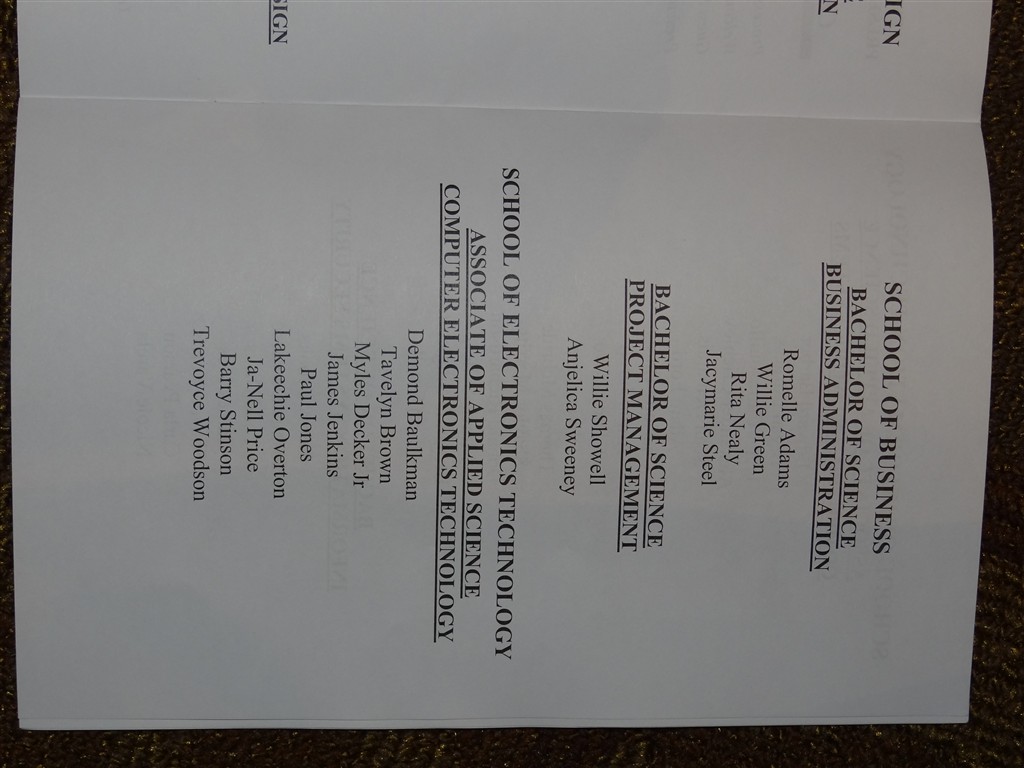 SIGN
SCHOOL OF BUSINESS
BACHELOR OF SCIENCE
BUSINESS ADMINISTRATION
Romelle Adams
Willie Green
Rita Nealy
Jacymarie Steel
BACHELOR OF SCIENCE
PROJECT MANAGEMENT
Willie Showell
Anjelica Sweeney
SCHOOL OF ELECTRONICS TECHNOLOGY
ASSOCIATE OF APPLIED SCIENCE
COMPUTER ELECTRONICS TECHNOLOGY
Demond Baulkman
Tavelyn Brown
Myles Decker Jr
James Jenkins
Paul Jones
Lakeechie Overton
Ja-Nell Price
Barry Stinson
Trevoyce Woodson